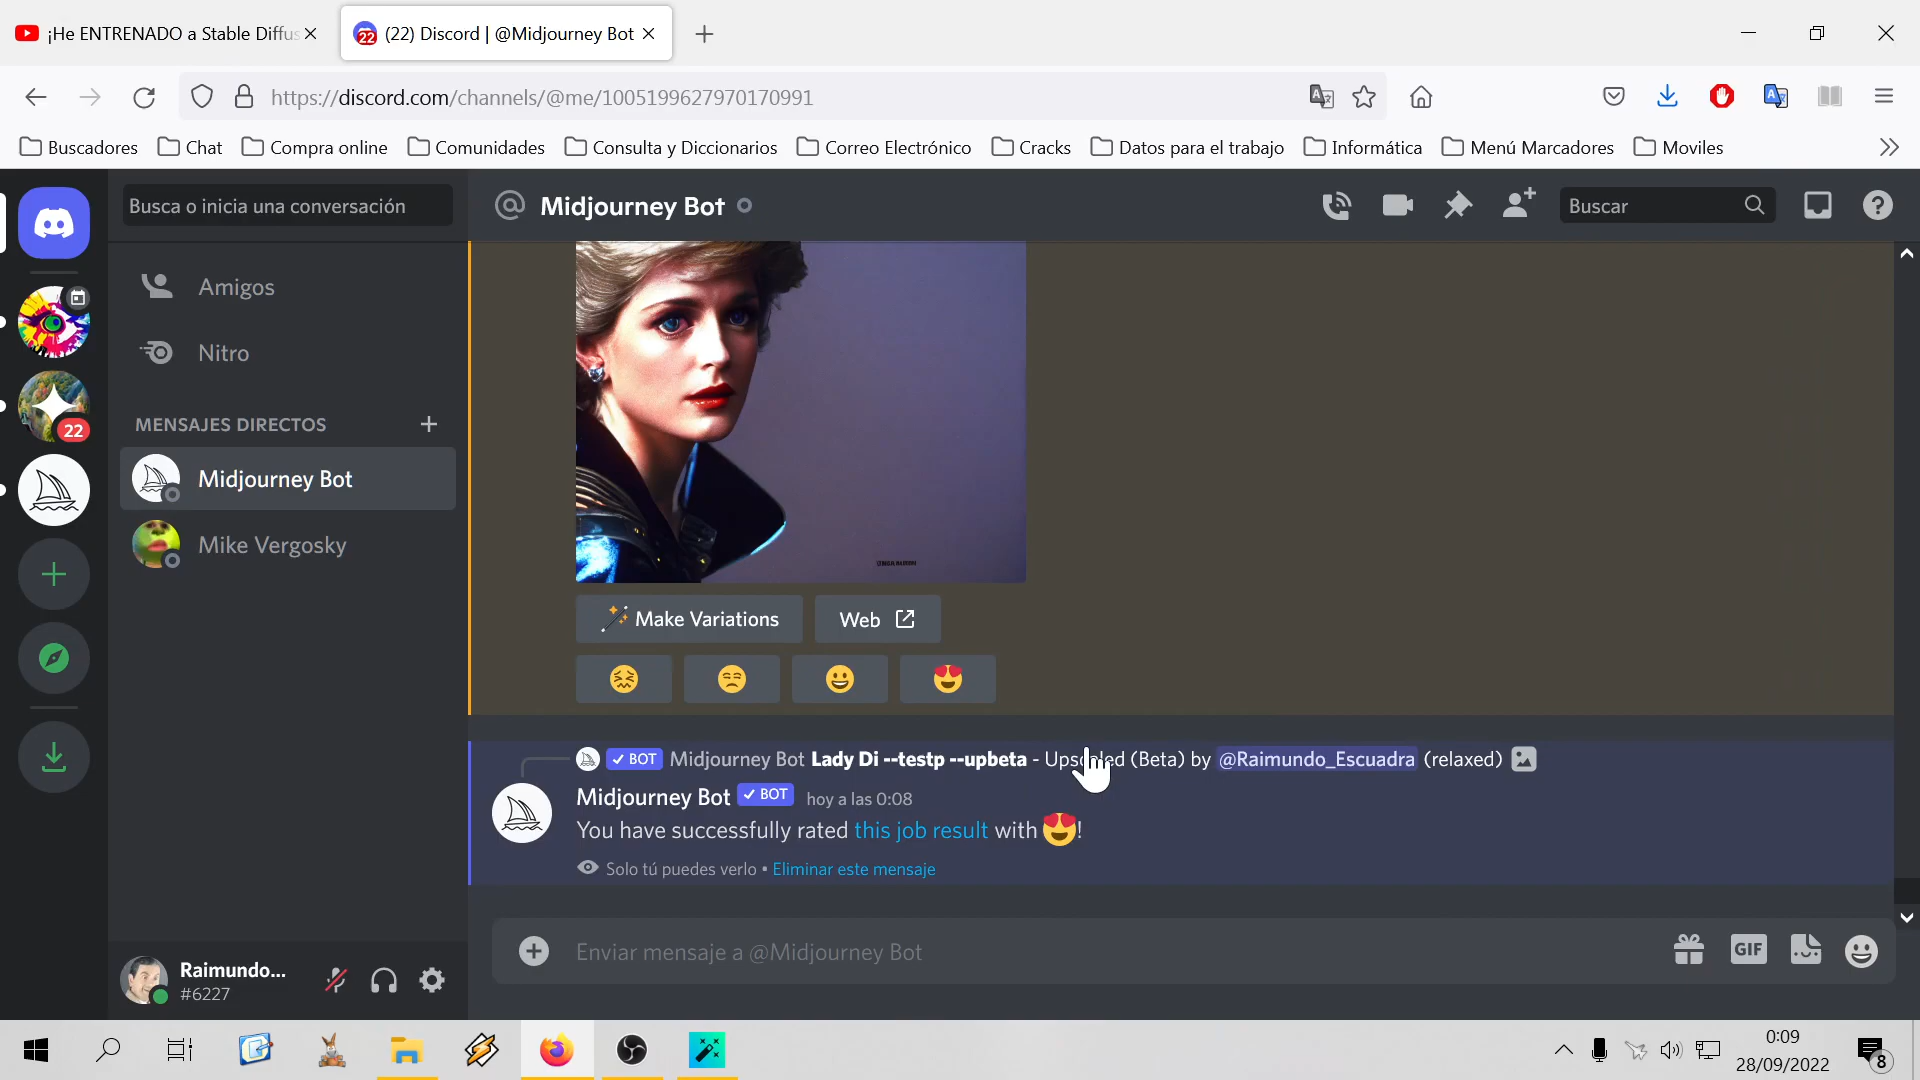 ¡He ENTRENADO a Stable Diffus
(22) Discord | @Midjourney Bot
https://discord.com/channels/@me/1005199627970170991
Buscadores
Chat
Compra online
Comunidades
Consulta y Diccionarios
Correo Electrónico
Cracks
Datos para el trabajo
Informática
Menú Marcadores
Moviles
Busca o inicia una conversación
Midjourney Bot
Buscar
Amigos
Nitro
MENSAJES DIRECTOS
22
Midjourney Bot
Mike Vergosky
Make Variations
Web
BOT Midjourney Bot Lady Di --testp --upbeta - Upscaled (Beta) by @Raimundo_Escuadra (relaxed)
Midjourney Bot BOT hoy a las 0:08
You have successfully rated this job result with 😍!
Solo tú puedes verlo • Eliminar este mensaje
Enviar mensaje a @Midjourney Bot
GIF
Raimundo...
#6227
0:09
28/09/2022
8